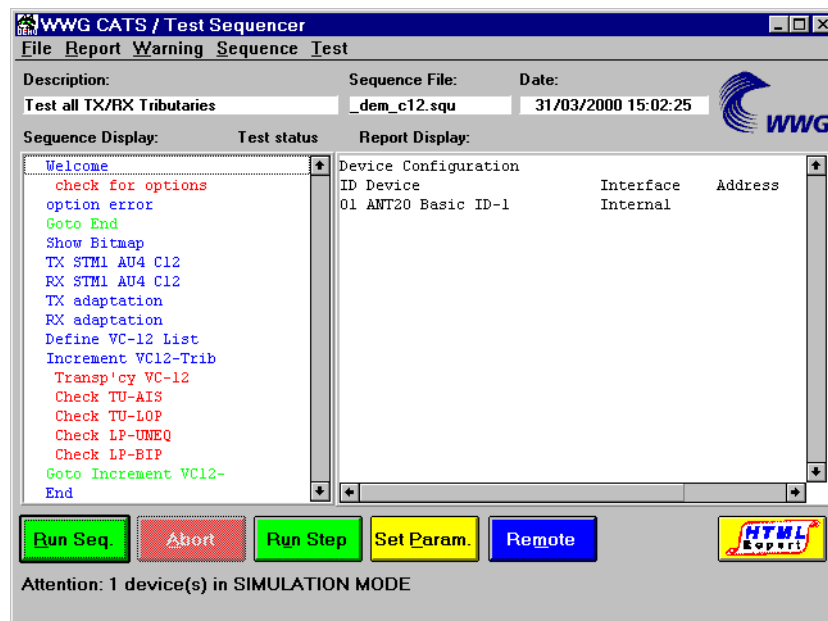 WWG CATS / Test Sequencer
File Report Warning Sequence Test
Description: Sequence File: Date:
Test all TX/RX Tributaries _dem_c12.squ 31/03/2000 15:02:25
WWG
Sequence Display: Test status Report Display:
Welcome
check for options
option error
Goto End
Show Bitmap
TX STM1 AU4 C12
RX STM1 AU4 C12
TX adaptation
RX adaptation
Define VC-12 List
Increment VC12-Trib
Transp'cy VC-12
Check TU-AIS
Check TU-LOP
Check LP-UNEQ
Check LP-BIP
Goto Increment VC12-
End
Device Configuration
ID Device Interface Address
01 ANT20 Basic ID-1 Internal
Run Seq. Abort Run Step Set Param. Remote HTML Export
Attention: 1 device(s) in SIMULATION MODE